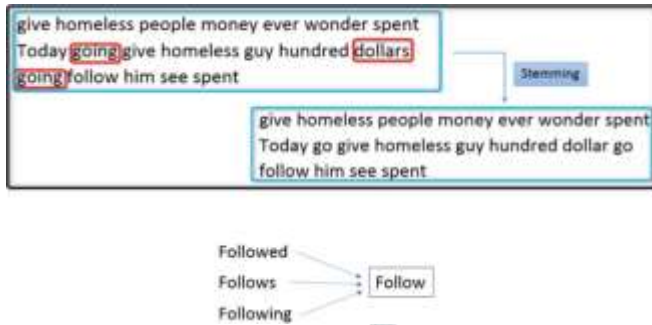 give homeless people money ever wonder spent
Today going give homeless guy hundred dollars
going follow him see spent
Stemming
give homeless people money ever wonder spent
Today go give homeless guy hundred dollar go
follow him see spent
Followed
Follows
Follow
Following